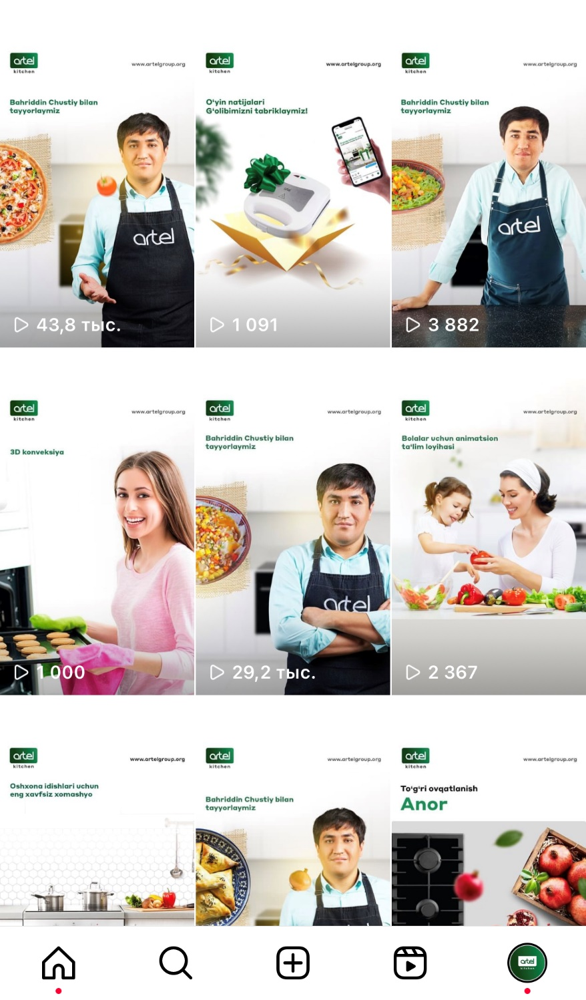 artel
kitchen
www.artelgroup.org
Bahriddin Chustiy bilan
tayyorlaymiz
artel
43,8 тыс.
artel
kitchen
www.artelgroup.org
O'yin natijalari
G'olibimizni tabriklaymiz!
artel
1 091
artel
kitchen
www.artelgroup.org
Bahriddin Chustiy bilan
tayyorlaymiz
artel
3 882
artel
kitchen
www.artelgroup.org
3D konveksiya
1 000
artel
kitchen
www.artelgroup.org
Bahriddin Chustiy bilan
tayyorlaymiz
artel
29,2 тыс.
artel
kitchen
www.artelgroup.org
Bolalar uchun animatsion
ta'lim loyihasi
2 367
artel
kitchen
www.artelgroup.org
Oshxona idishlari uchun
eng xavfsiz xomashyo
artel
kitchen
www.artelgroup.org
Bahriddin Chustiy bilan
tayyorlaymiz
artel
kitchen
www.artelgroup.org
To'g'ri ovqatlanish
Anor
artel
kitchen